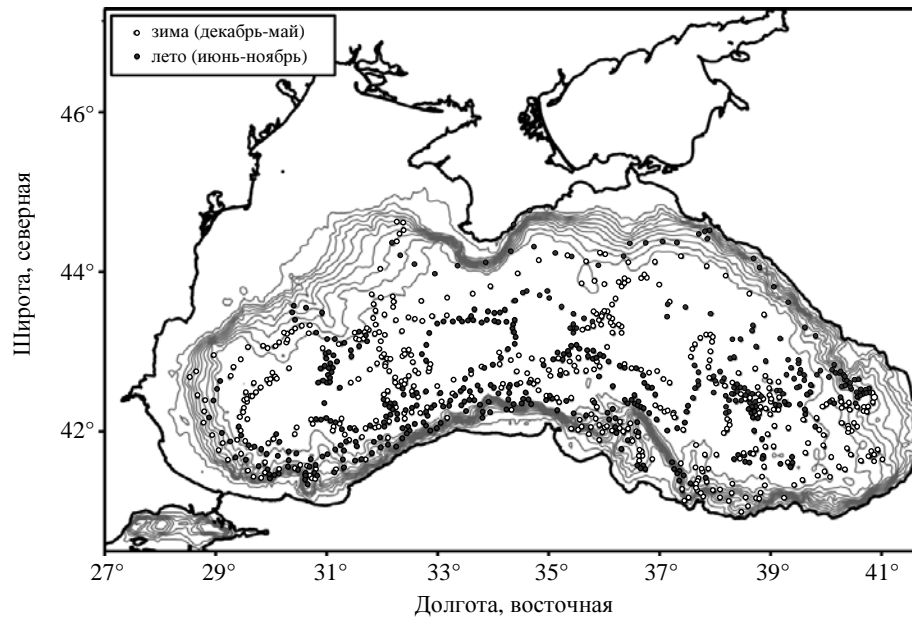 зима (декабрь-май)
лето (июнь-ноябрь)
46°
44°
42°
Широта, северная
27° 29° 31° 33° 35° 37° 39° 41°
Долгота, восточная